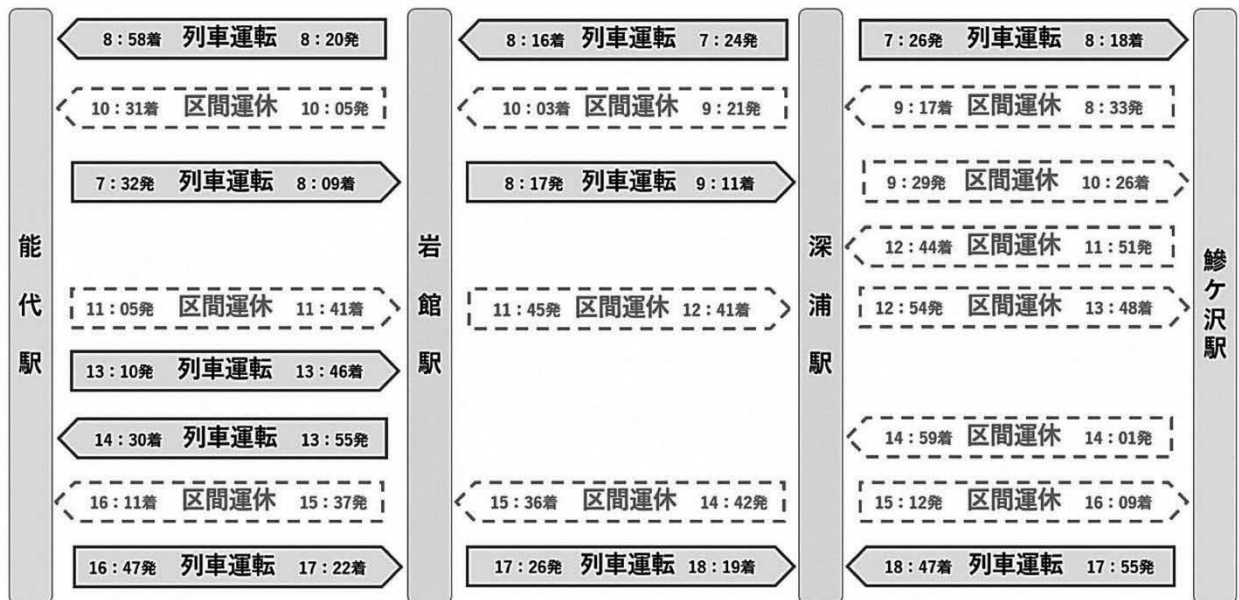 能代駅
岩館駅
深浦駅
鰺ケ沢駅
8：58着 列車運転 8：20発
8：16着 列車運転 7：24発
7：26発 列車運転 8：18着
10：31着 区間運休 10：05発
10：03着 区間運休 9：21発
9：17着 区間運休 8：33発
7：32発 列車運転 8：09着
8：17発 列車運転 9：11着
9：29発 区間運休 10：26着
12：44着 区間運休 11：51発
11：05発 区間運休 11：41着
11：45発 区間運休 12：41着
12：54発 区間運休 13：48着
13：10発 列車運転 13：46着
14：30着 列車運転 13：55発
14：59着 区間運休 14：01発
16：11着 区間運休 15：37発
15：36着 区間運休 14：42発
15：12発 区間運休 16：09着
16：47発 列車運転 17：22着
17：26発 列車運転 18：19着
18：47着 列車運転 17：55発